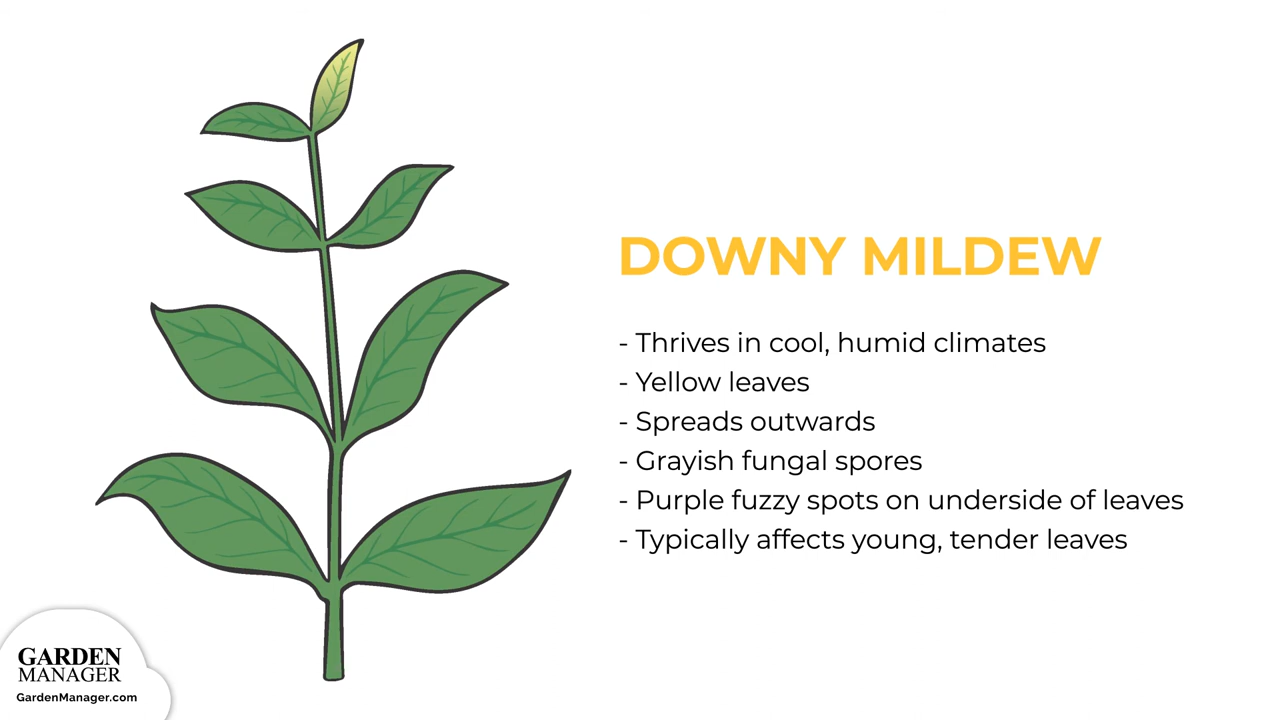 DOWNY MILDEW
- Thrives in cool, humid climates
- Yellow leaves
- Spreads outwards
- Grayish fungal spores
- Purple fuzzy spots on underside of leaves
- Typically affects young, tender leaves
GARDEN
MANAGER
GardenManager.com